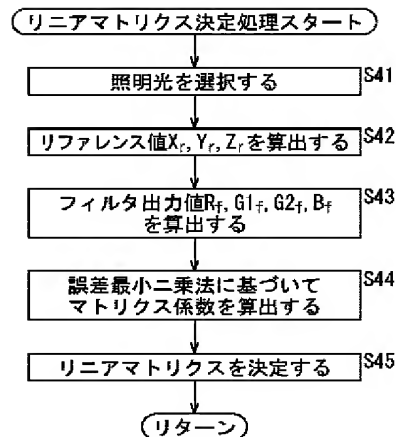 リニアマトリクス決定処理スタート
照明光を選択する
S41
リファレンス値Xr, Yr, Zrを算出する
S42
フィルタ出力値Rf, G1f, G2f, Bf
を算出する
S43
誤差最小二乗法に基づいて
マトリクス係数を算出する
S44
リニアマトリクスを決定する
S45
リターン